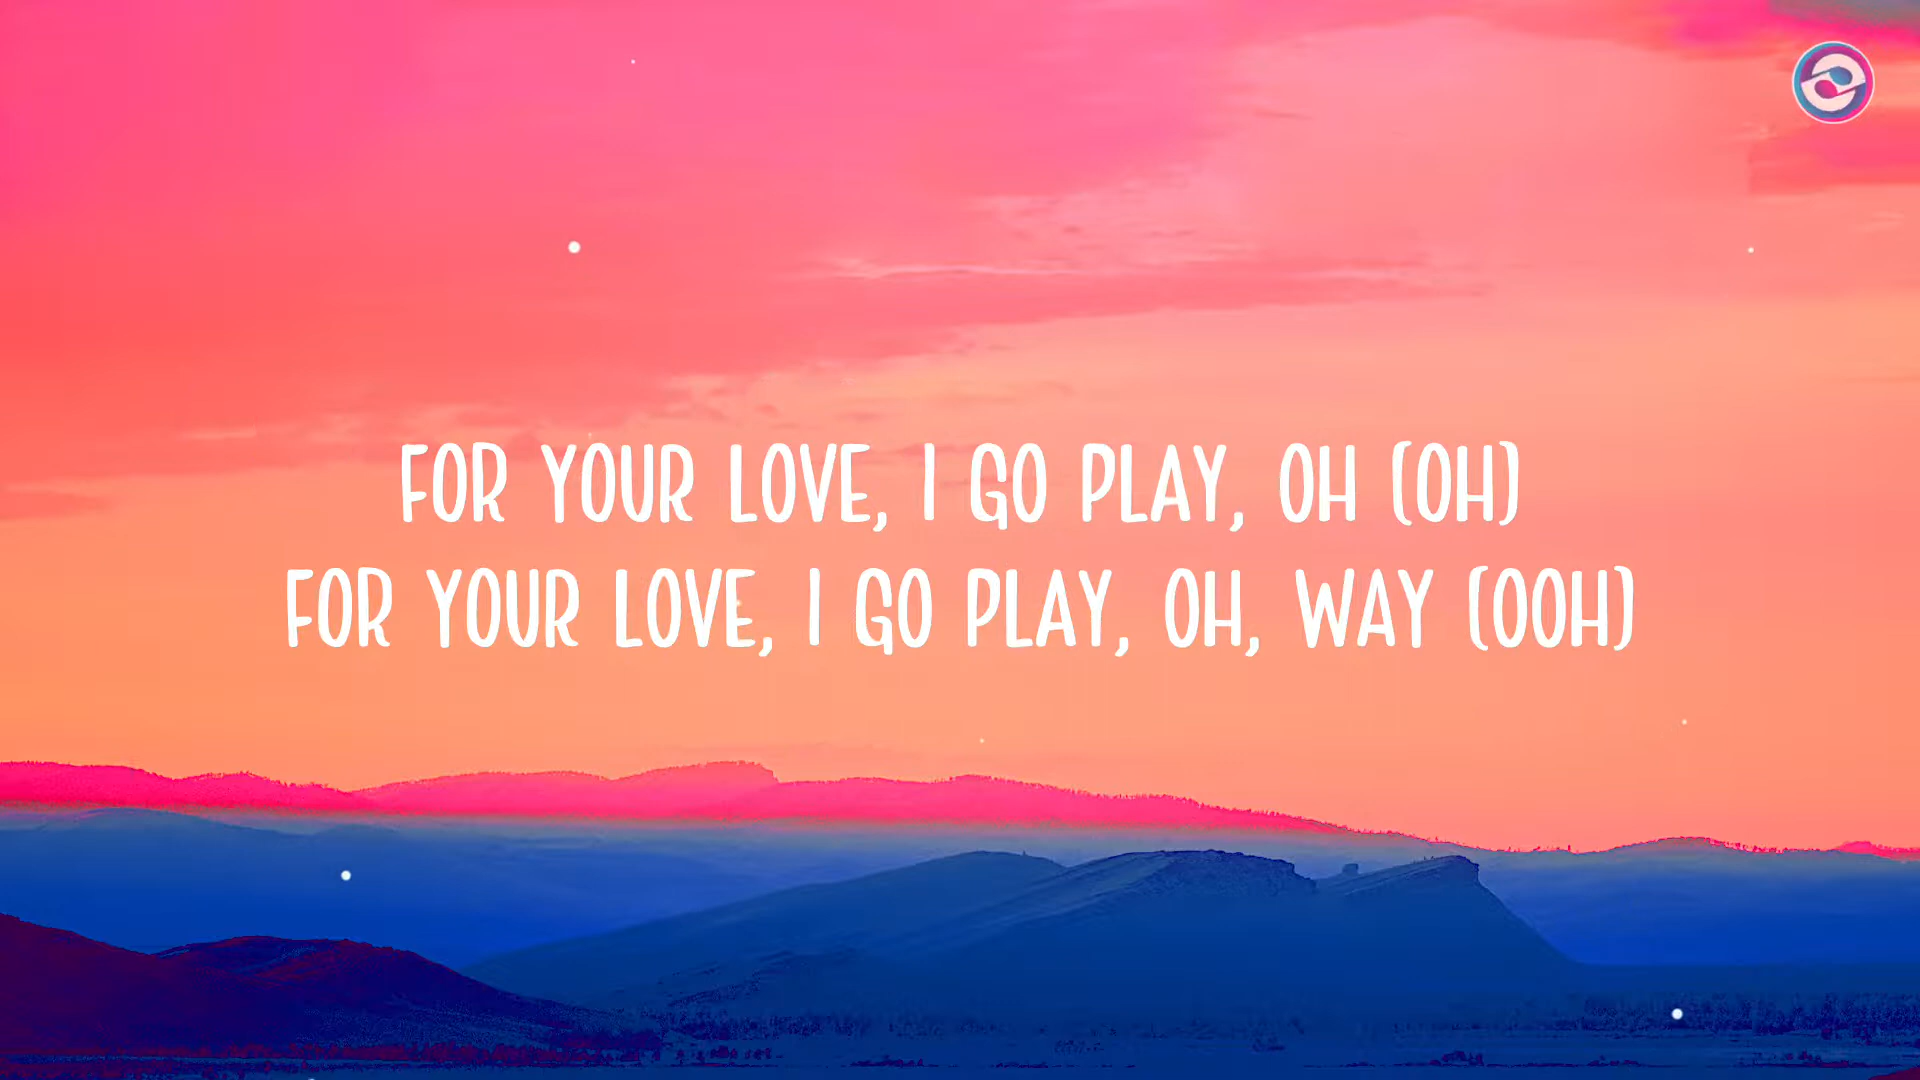 FOR YOUR LOVE, I GO PLAY, OH (OH)
FOR YOUR LOVE, I GO PLAY, OH, WAY (OOH)